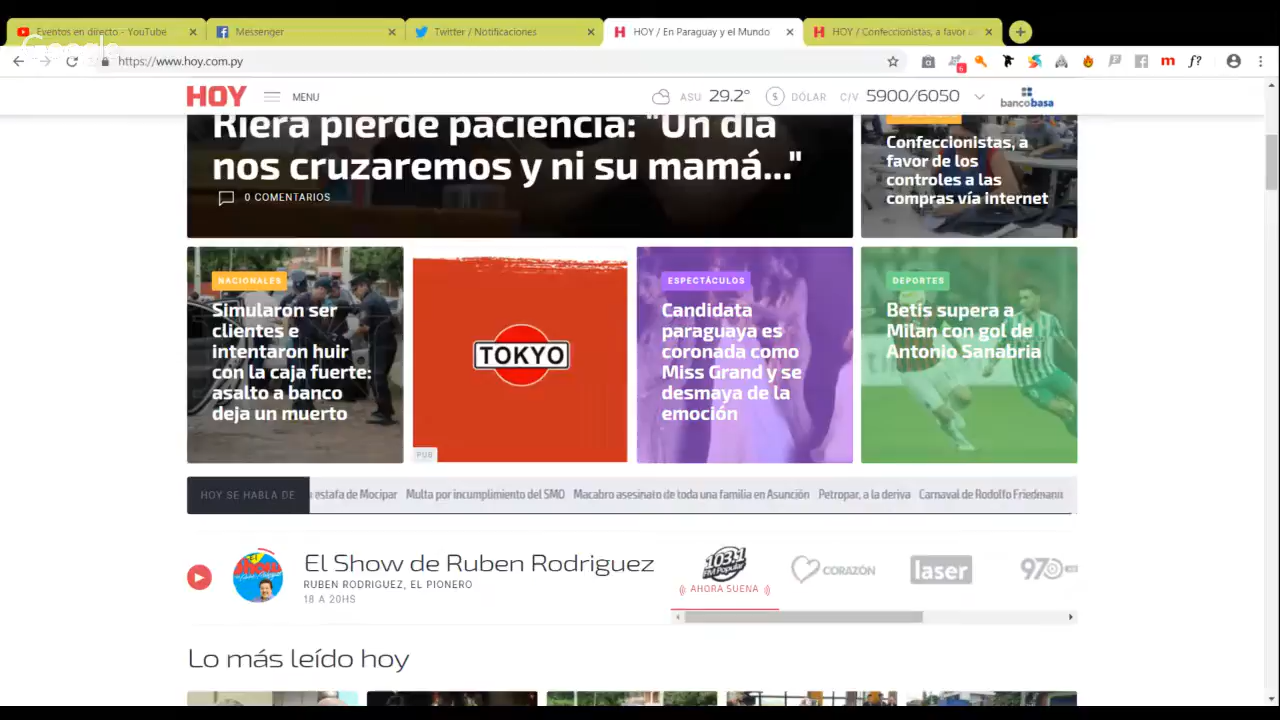 Eventos en directo - YouTube
Messenger
Twitter / Notificaciones
HOY / En Paraguay y el Mundo
HOY / Confeccionistas, a favor
Google
https://www.hoy.com.py
6
m
f?
HOY
MENU
ASU 29.2°
$ DÓLAR C/V 5900/6050
bancobasa
Riera pierde paciencia: "Un día
nos cruzaremos y ni su mamá..."
0 COMENTARIOS
Confeccionistas, a
favor de los
controles a las
compras vía internet
NACIONALES
Simularon ser
clientes e
intentaron huir
con la caja fuerte:
asalto a banco
deja un muerto
TOKYO
PUB
ESPECTÁCULOS
Candidata
paraguaya es
coronada como
Miss Grand y se
desmaya de la
emoción
DEPORTES
Betis supera a
Milan con gol de
Antonio Sanabria
HOY SE HABLA DE
estafa de Mocipar Multa por incumplimiento del SMO Macabro asesinato de toda una familia en Asunción Petropar, a la deriva Carnaval de Rodolfo Friedmann
El Show de Ruben Rodriguez
RUBEN RODRIGUEZ, EL PIONERO
18 A 20HS
103.1
AHORA SUENA
CORAZÓN
laser
970
Lo más leído hoy